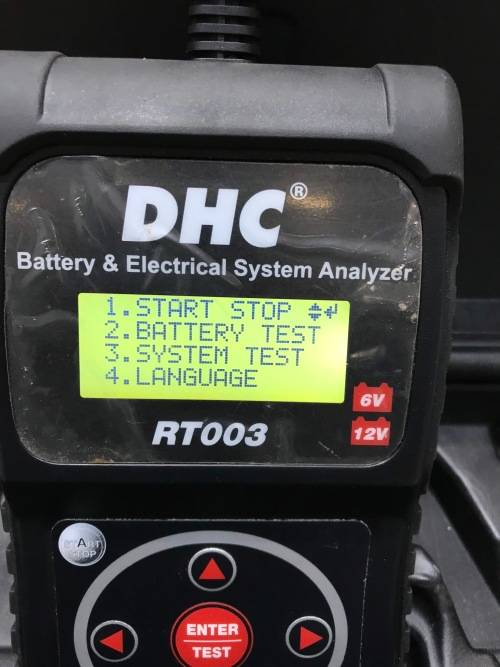 DHC®
Battery & Electrical System Analyzer
1.START STOP
2.BATTERY TEST
3.SYSTEM TEST
4.LANGUAGE
6V
RT003
12V
START
STOP
ENTER
TEST